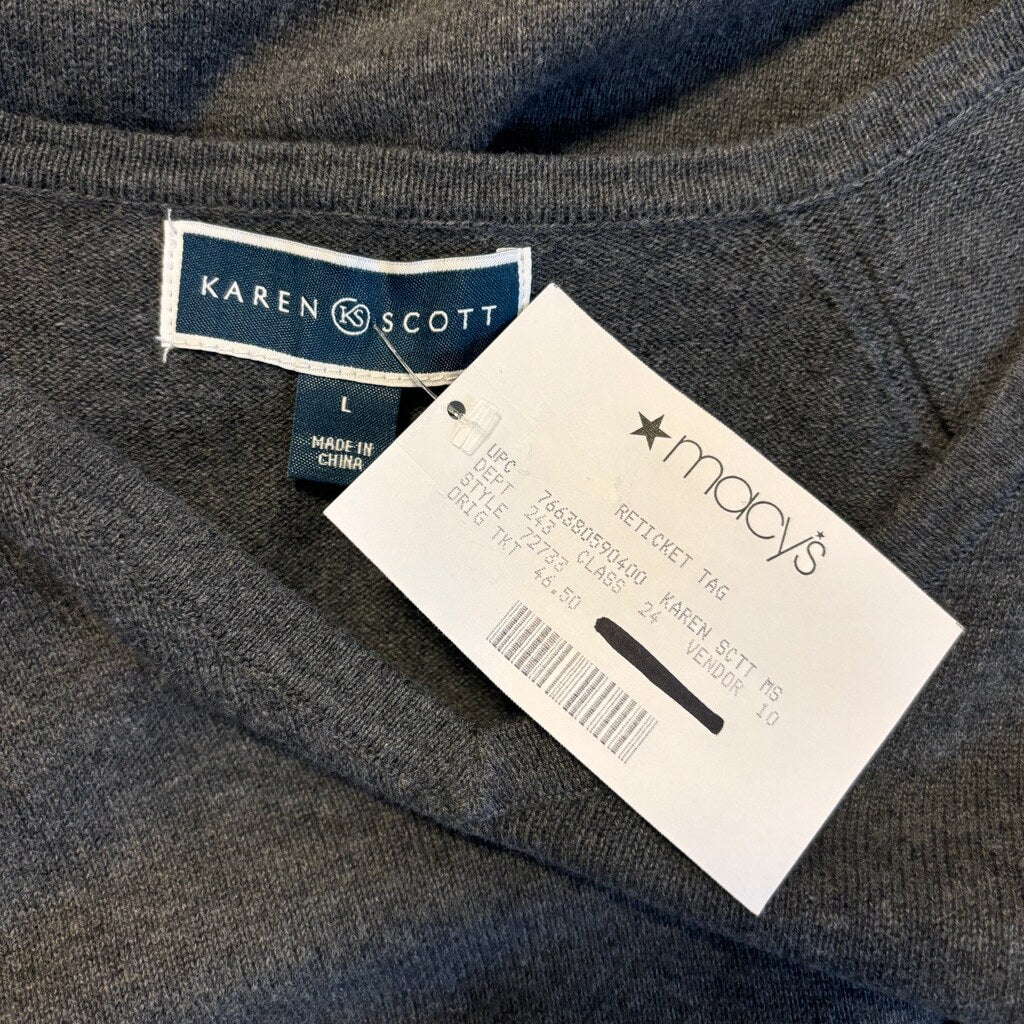 KAREN KS SCOTT
L
MADE IN
CHINA
macy's
RETICKET TAG
UPC 766380590400 KAREN SCTT MS
DEPT 243 CLASS 24 VENDOR 10
STYLE 72733
ORIG TKT 46.50